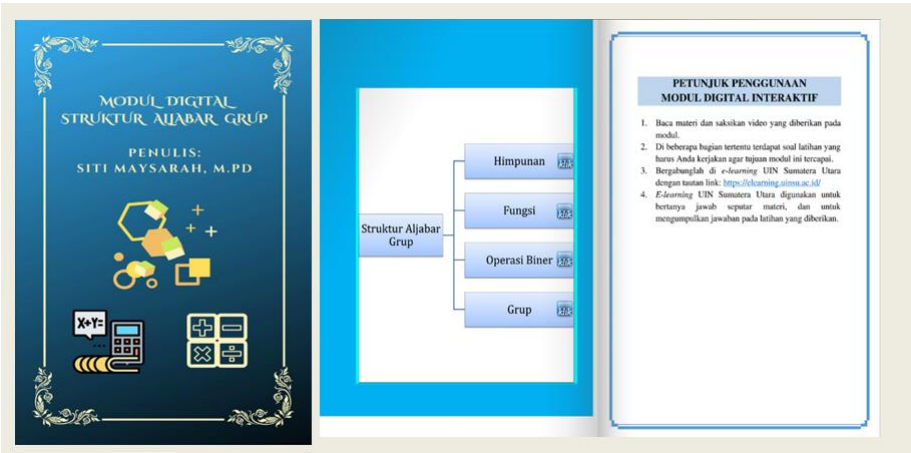 MODUL DIGITAL
STRUKTUR ALJABAR GRUP
PENULIS:
SITI MAYSARAH, M.PD
X+Y=
Struktur Aljabar
Grup
Himpunan
Fungsi
Operasi Biner
Grup
PETUNJUK PENGGUNAAN
MODUL DIGITAL INTERAKTIF
1. Baca materi dan saksikan video yang diberikan pada
modul.
2. Di beberapa bagian tertentu terdapat soal latihan yang
harus Anda kerjakan agar tujuan modul ini tercapai.
3. Bergabunglah di e-learning UIN Sumatera Utara
dengan tautan link: https://elearning.uinsu.ac.id/
4. E-learning UIN Sumatera Utara digunakan untuk
bertanya jawab seputar materi, dan untuk
mengumpulkan jawaban pada latihan yang diberikan.